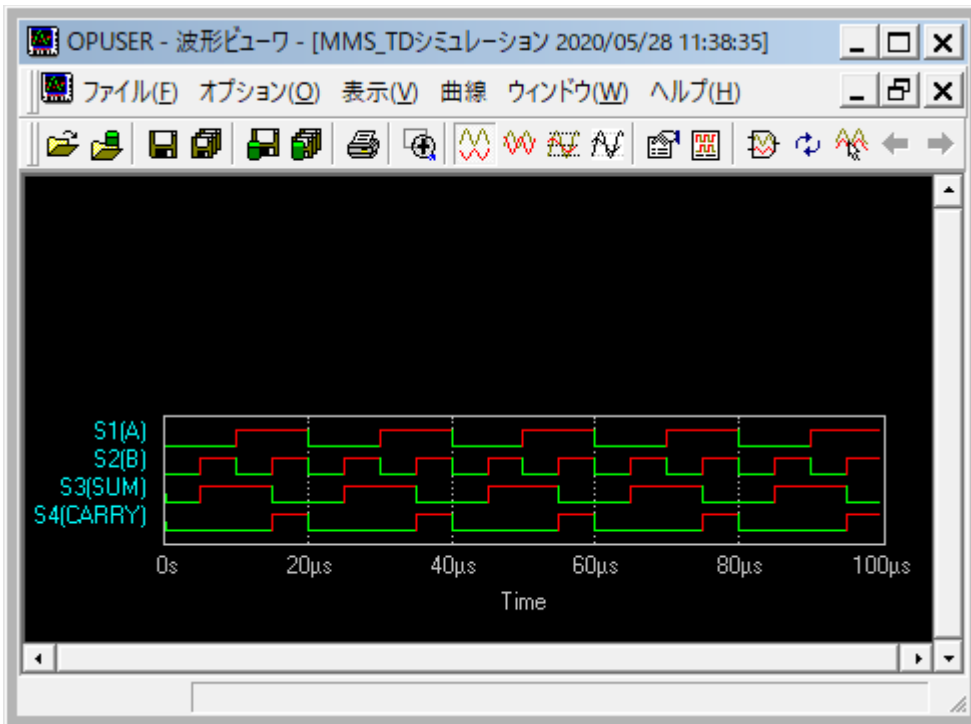 OPUSER - 波形ビューワ - [MMS_TDシミュレーション 2020/05/28 11:38:35]
ファイル(F) オプション(O) 表示(V) 曲線 ウィンドウ(W) ヘルプ(H)
S1(A)
S2(B)
S3(SUM)
S4(CARRY)
0s 20µs 40µs 60µs 80µs 100µs
Time